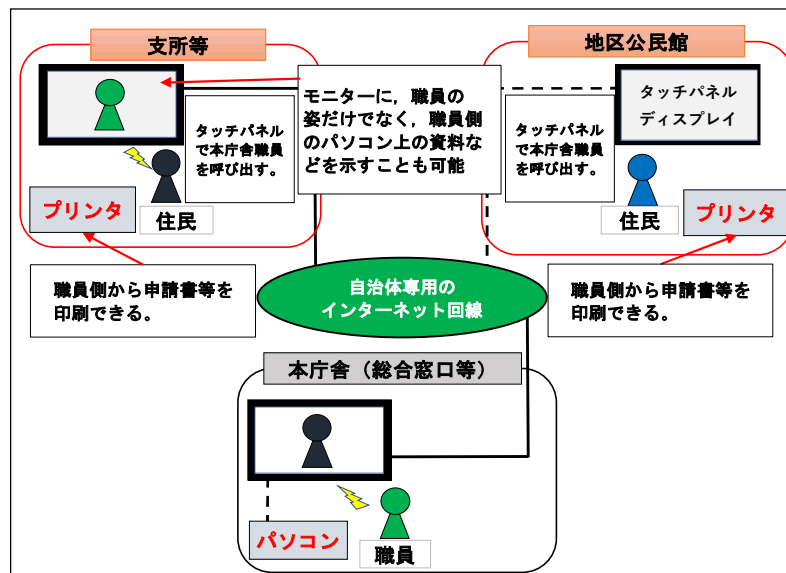 支所等
地区公民館
モニターに，職員の
姿だけでなく，職員側
のパソコン上の資料な
どを示すことも可能
タッチパネル
ディスプレイ
タッチパネル
で本庁舎職員
を呼び出す。
タッチパネル
で本庁舎職員
を呼び出す。
プリンタ
住民
住民
プリンタ
職員側から申請書等を
印刷できる。
自治体専用の
インターネット回線
職員側から申請書等を
印刷できる。
本庁舎（総合窓口等）
パソコン
職員